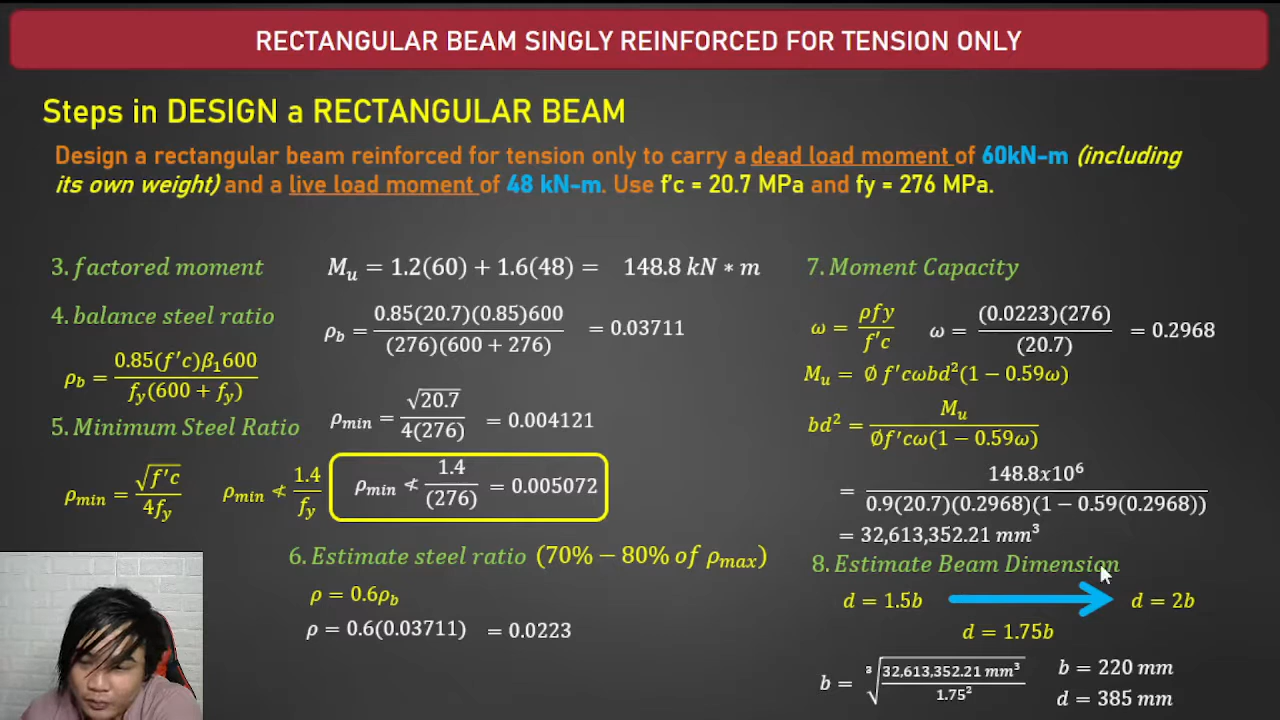 RECTANGULAR BEAM SINGLY REINFORCED FOR TENSION ONLY
Steps in DESIGN a RECTANGULAR BEAM
Design a rectangular beam reinforced for tension only to carry a dead load moment of 60kN-m (including
its own weight) and a live load moment of 48 kN-m. Use f'c = 20.7 MPa and fy = 276 MPa.
3. factored moment
M_u = 1.2(60) + 1.6(48) = 148.8 kN * m
4. balance steel ratio
ρ_b = 0.85(20.7)(0.85)600 / (276)(600 + 276) = 0.03711
ρ_b = 0.85(f'c)β_1 600 / f_y(600 + f_y)
5. Minimum Steel Ratio
ρ_min = √20.7 / 4(276) = 0.004121
ρ_min = √f'c / 4f_y
ρ_min ≮ 1.4 / f_y
ρ_min ≮ 1.4 / (276) = 0.005072
6. Estimate steel ratio (70% − 80% of ρ_max)
ρ = 0.6ρ_b
ρ = 0.6(0.03711) = 0.0223
7. Moment Capacity
ω = ρfy / f'c
ω = (0.0223)(276) / (20.7) = 0.2968
M_u = Ø f'cωbd²(1 − 0.59ω)
bd² = M_u / Øf'cω(1 − 0.59ω)
= 148.8x10⁶ / 0.9(20.7)(0.2968)(1 − 0.59(0.2968))
= 32,613,352.21 mm³
8. Estimate Beam Dimension
d = 1.5b
d = 2b
d = 1.75b
b = ³√(32,613,352.21 mm³ / 1.75²)
b = 220 mm
d = 385 mm